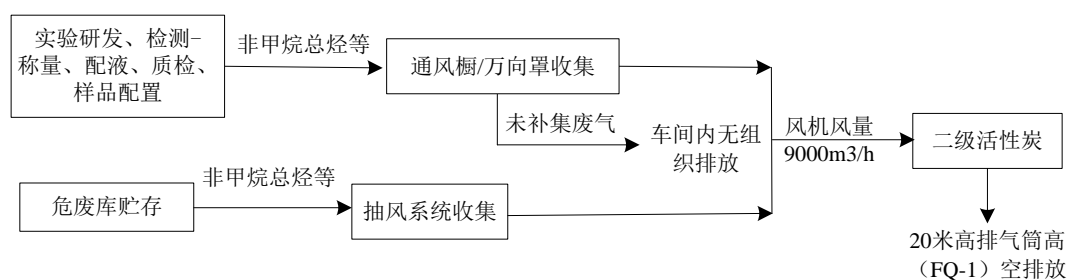 实验研发、检测-
称量、配液、质检、
样品配置
非甲烷总烃等
通风橱/万向罩收集
未补集废气
车间内无组
织排放
风机风量
9000m3/h
二级活性炭
非甲烷总烃等
危废库贮存
抽风系统收集
20米高排气筒高
（FQ-1）空排放